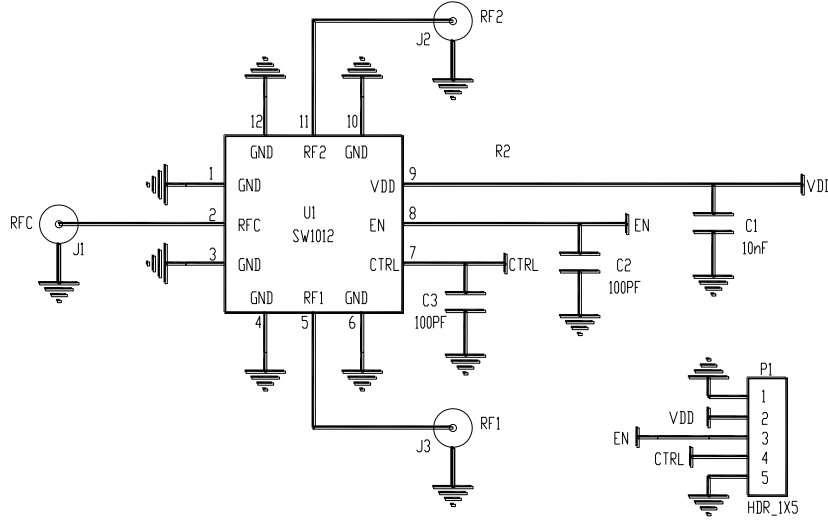 RF2
J2
12
11
10
GND
RF2
GND
R2
1
GND
VDD
9
VDD
RFC
2
RFC
U1
SW1012
EN
8
EN
J1
C1
10nF
3
GND
CTRL
7
CTRL
C2
100PF
GND
RF1
GND
C3
100PF
4
5
6
P1
1
VDD
2
RF1
J3
EN
3
CTRL
4
5
HDR_1X5